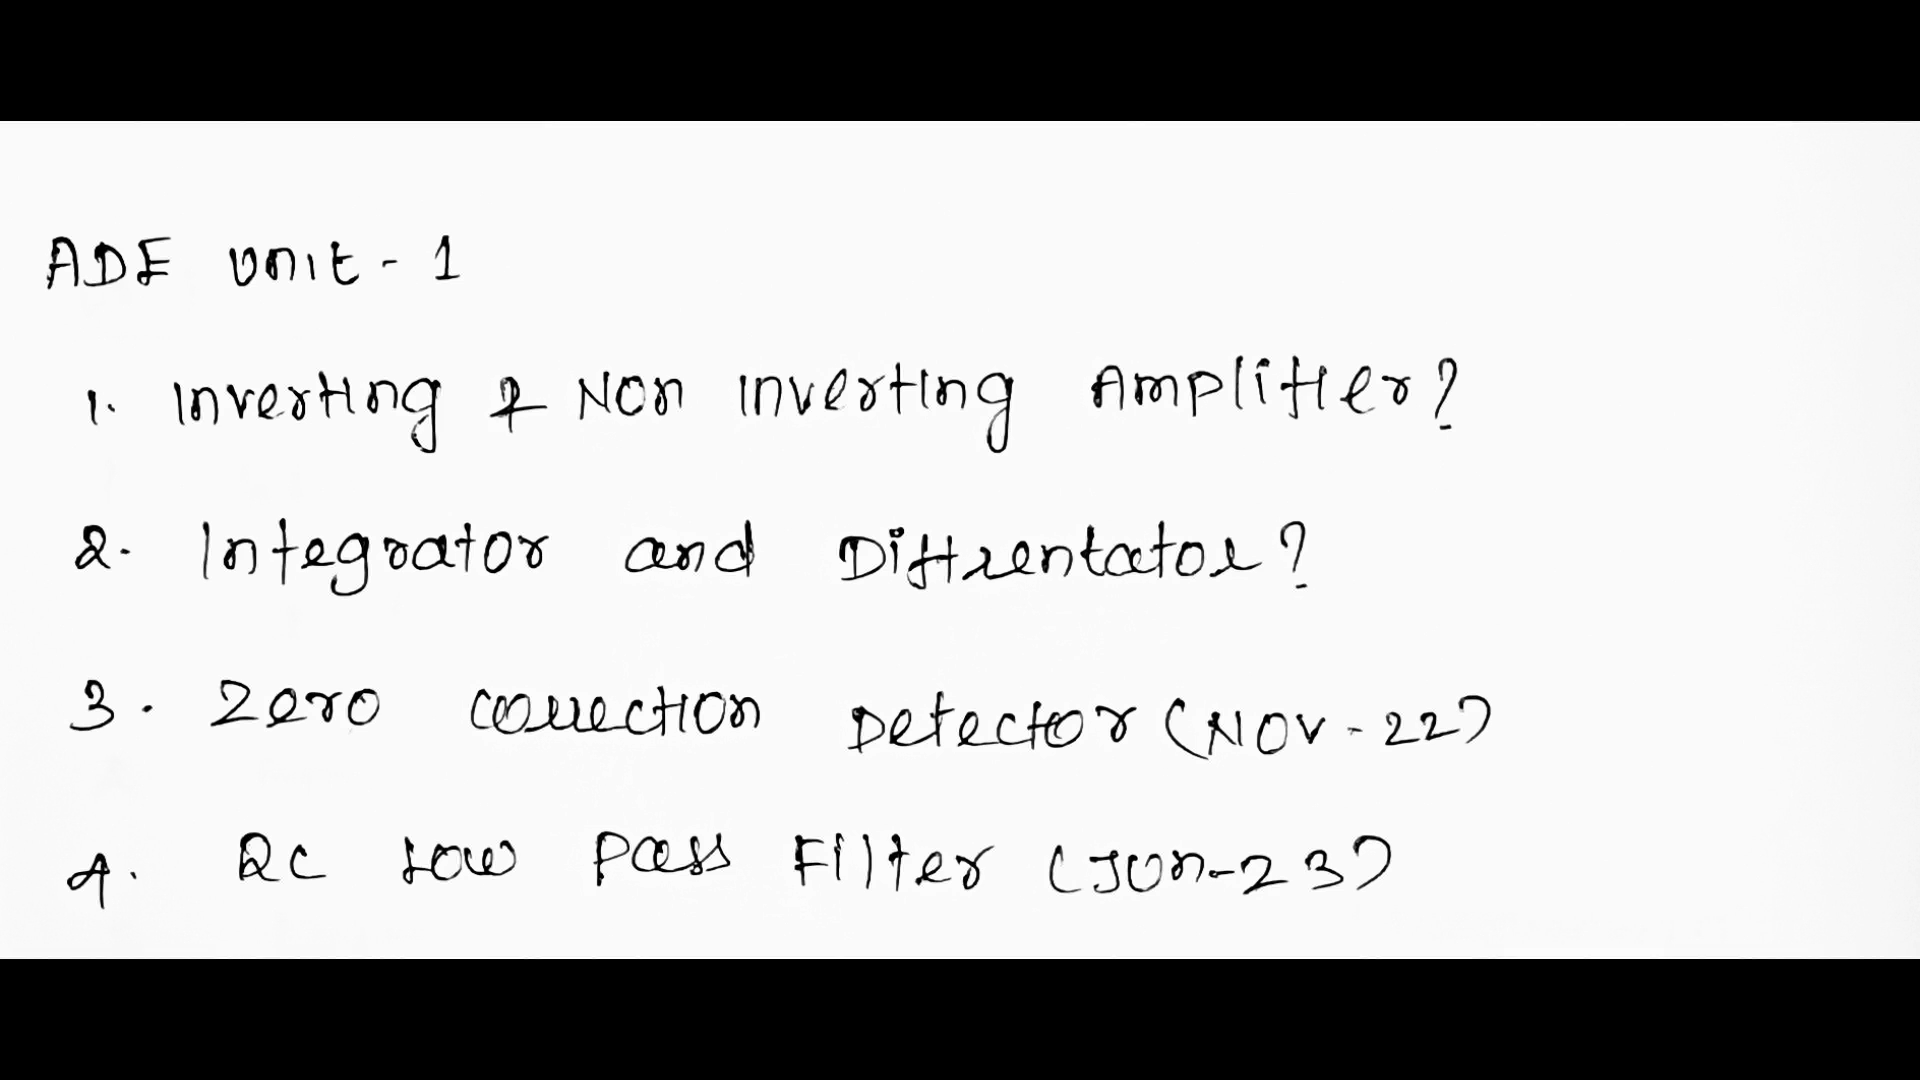 ADE Unit - 1
1. Inverting & Non inverting Amplifier?
2. Integrator and Diffrentator?
3. Zero correction Detector (Nov - 22)
4. RC Low Pass Filter (Jun-23)